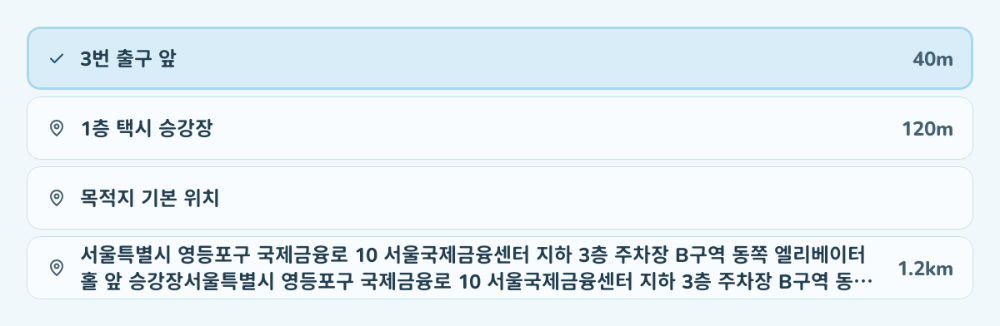 3번 출구 앞 40m
1층 택시 승강장 120m
목적지 기본 위치
서울특별시 영등포구 국제금융로 10 서울국제금융센터 지하 3층 주차장 B구역 동쪽 엘리베이터
홀 앞 승강장서울특별시 영등포구 국제금융로 10 서울국제금융센터 지하 3층 주차장 B구역 동…
1.2km